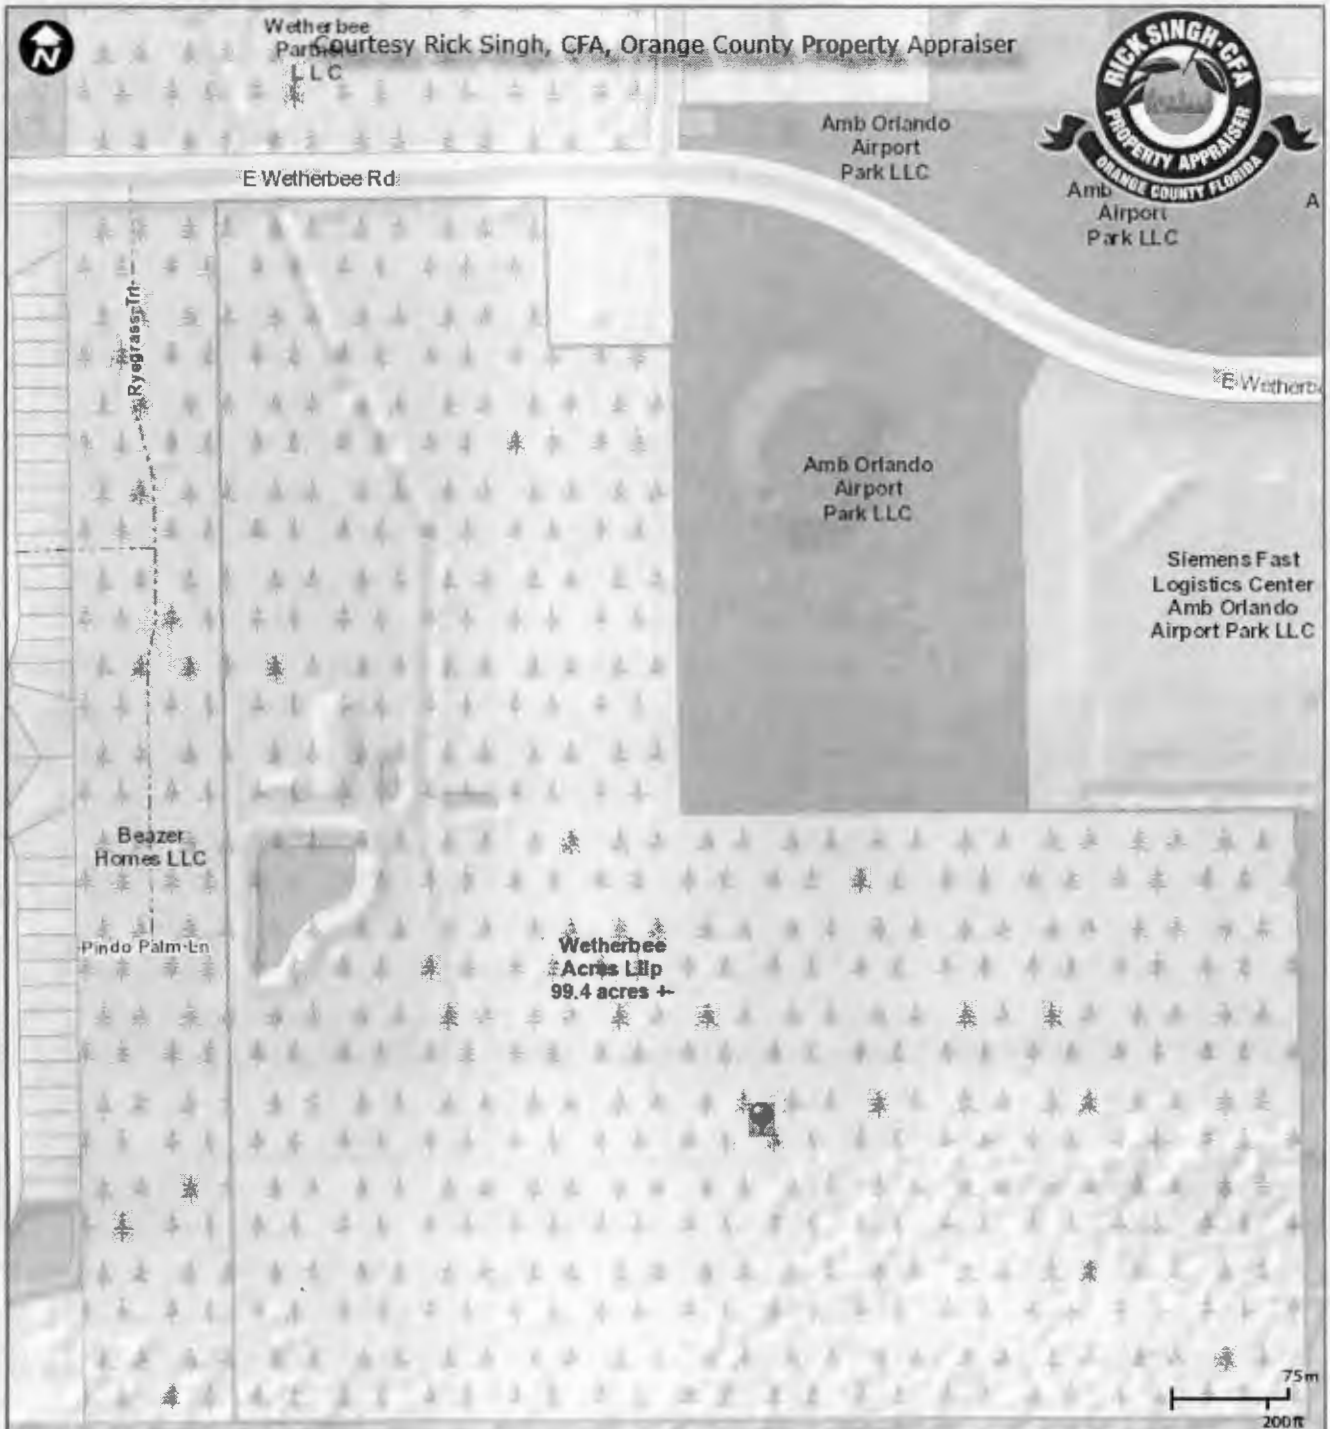 N
Wetherbee
Partners
LLC
Courtesy Rick Singh, CFA, Orange County Property Appraiser
RICK SINGH, CFA
PROPERTY APPRAISER
ORANGE COUNTY FLORIDA
Amb Orlando
Airport
Park LLC
Amb
Airport
Park LLC
A
E Wetherbee Rd
Ryegrass Trl
E Wetherb
Amb Orlando
Airport
Park LLC
Siemens Fast
Logistics Center
Amb Orlando
Airport Park LLC
Beazer
Homes LLC
Pindo Palm Ln
Wetherbee
Acres Lllp
99.4 acres +-
75m
200ft